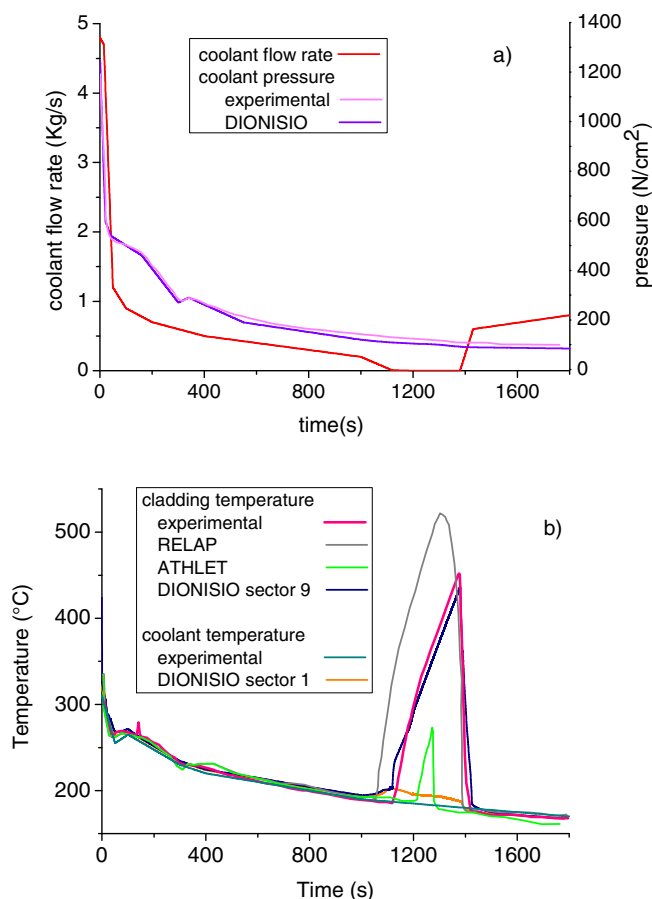 a)
coolant flow rate
coolant pressure
experimental
DIONISIO
coolant flow rate (Kg/s)
5
4
3
2
1
0
pressure (N/cm²)
1400
1200
1000
800
600
400
200
0
0 400 800 1200 1600
time(s)
b)
cladding temperature
experimental
RELAP
ATHLET
DIONISIO sector 9
coolant temperature
experimental
DIONISIO sector 1
Temperature (°C)
500
400
300
200
0 400 800 1200 1600
Time (s)